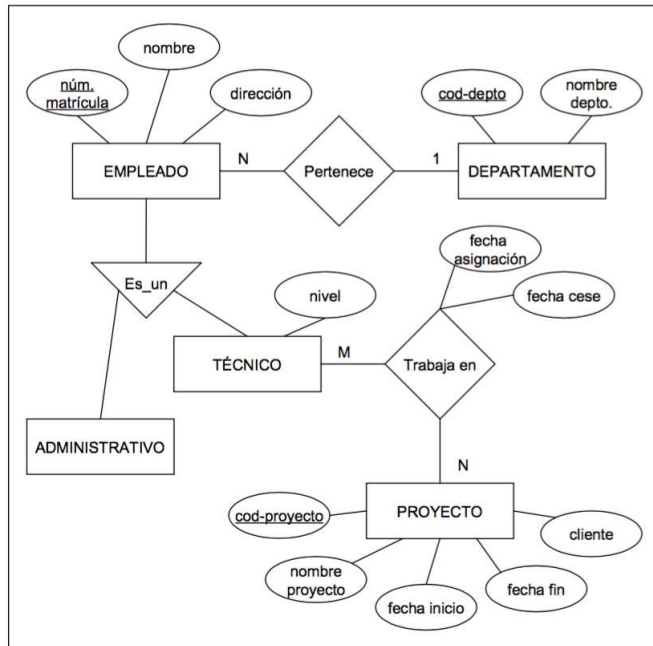 nombre
núm.
matrícula
dirección
cod-depto
nombre
depto.
EMPLEADO
N
Pertenece
1
DEPARTAMENTO
Es_un
fecha
asignación
nivel
fecha cese
TÉCNICO
M
Trabaja en
ADMINISTRATIVO
N
cod-proyecto
PROYECTO
cliente
nombre
proyecto
fecha inicio
fecha fin